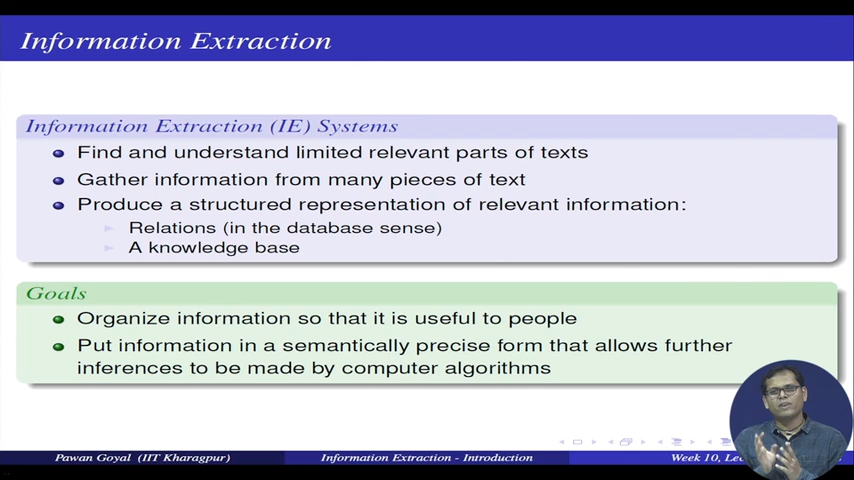 Information Extraction
Information Extraction (IE) Systems
Find and understand limited relevant parts of texts
Gather information from many pieces of text
Produce a structured representation of relevant information:
Relations (in the database sense)
A knowledge base
Goals
Organize information so that it is useful to people
Put information in a semantically precise form that allows further
inferences to be made by computer algorithms
Pawan Goyal (IIT Kharagpur)
Information Extraction - Introduction
Week 10,